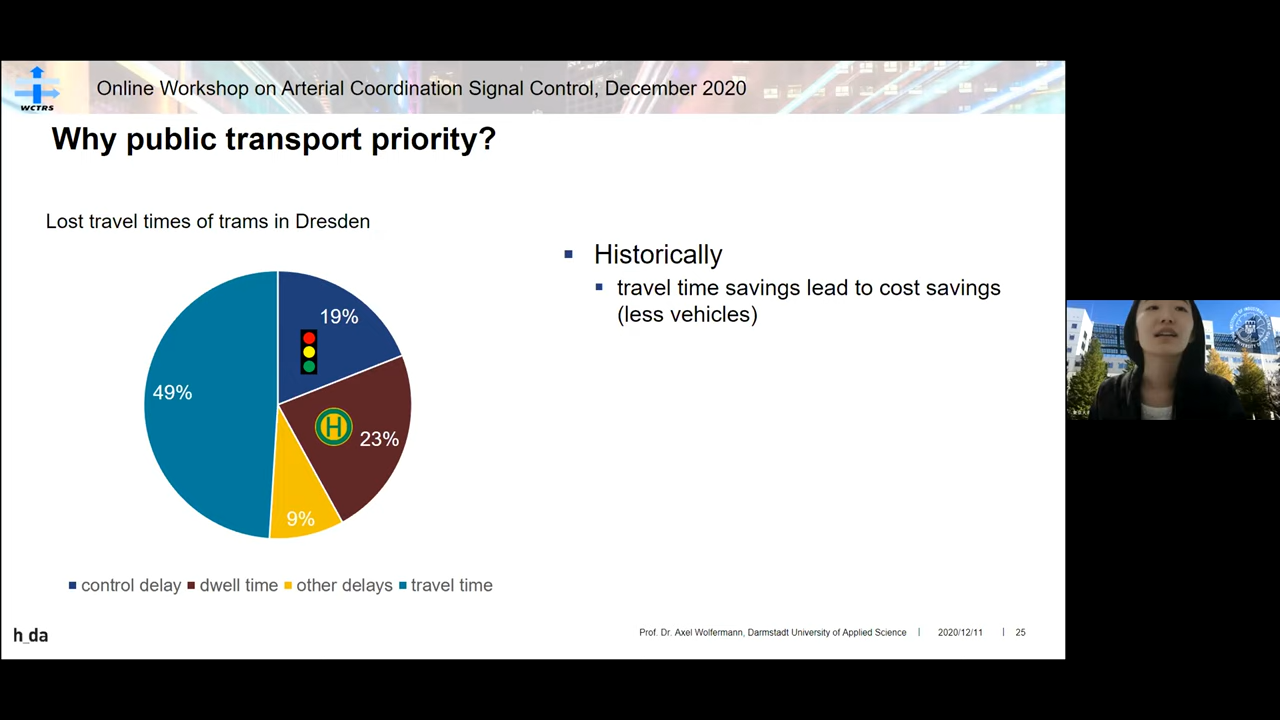 WCTRS
Online Workshop on Arterial Coordination Signal Control, December 2020
Why public transport priority?
Lost travel times of trams in Dresden
19%
49%
H
23%
9%
control delay dwell time other delays travel time
Historically
travel time savings lead to cost savings
(less vehicles)
h_da
Prof. Dr. Axel Wolfermann, Darmstadt University of Applied Science | 2020/12/11 | 25